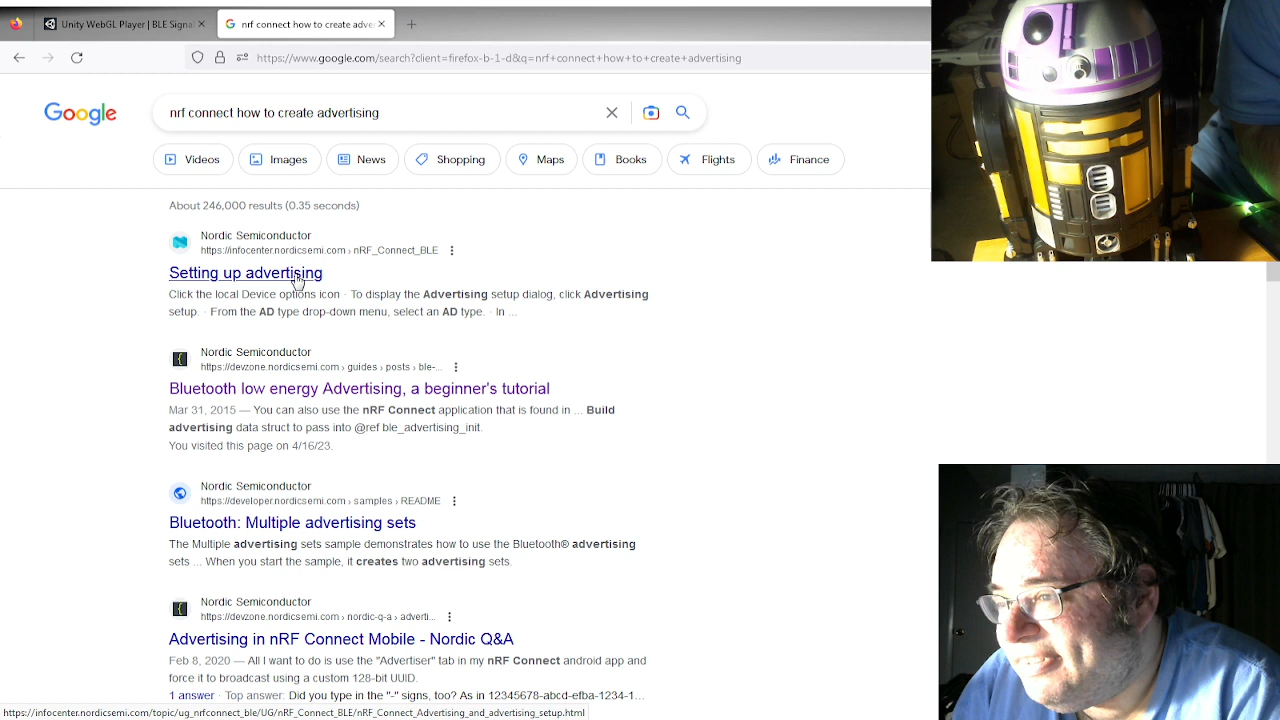 Unity WebGL Player | BLE Signa
nrf connect how to create adve
https://www.google.com/search?client=firefox-b-1-d&q=nrf+connect+how+to+create+advertising
Google
nrf connect how to create advertising
Videos
Images
News
Shopping
Maps
Books
Flights
Finance
About 246,000 results (0.35 seconds)
Nordic Semiconductor
https://infocenter.nordicsemi.com › nRF_Connect_BLE
Setting up advertising
Click the local Device options icon · To display the Advertising setup dialog, click Advertising
setup. · From the AD type drop-down menu, select an AD type. · In ...
Nordic Semiconductor
https://devzone.nordicsemi.com › guides › posts › ble-...
Bluetooth low energy Advertising, a beginner's tutorial
Mar 31, 2015 — You can also use the nRF Connect application that is found in ... Build
advertising data struct to pass into @ref ble_advertising_init.
You visited this page on 4/16/23.
Nordic Semiconductor
https://developer.nordicsemi.com › samples › README
Bluetooth: Multiple advertising sets
The Multiple advertising sets sample demonstrates how to use the Bluetooth® advertising
sets ... When you start the sample, it creates two advertising sets.
Nordic Semiconductor
https://devzone.nordicsemi.com › nordic-q-a › adverti...
Advertising in nRF Connect Mobile - Nordic Q&A
Feb 8, 2020 — All I want to do is use the "Advertiser" tab in my nRF Connect android app and
force it to broadcast using a custom 128-bit UUID.
1 answer · Top answer: Did you type in the "-" signs, too? As in 12345678-abcd-efba-1234-1...
https://infocenter.nordicsemi.com/topic/ug_nrfconnect_ble/UG/nRF_Connect_BLE/nRF_Connect_Advertising_and_advertising_setup.html